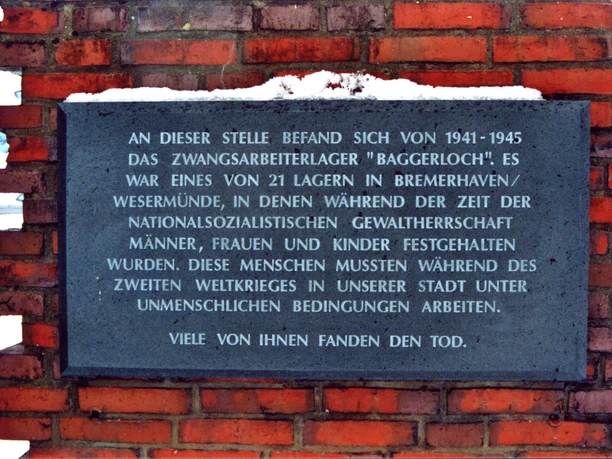 AN DIESER STELLE BEFAND SICH VON 1941-1945
DAS ZWANGSARBEITERLAGER "BAGGERLOCH". ES
WAR EINES VON 21 LAGERN IN BREMERHAVEN/
WESERMÜNDE, IN DENEN WÄHREND DER ZEIT DER
NATIONALSOZIALISTISCHEN GEWALTHERRSCHAFT
MÄNNER, FRAUEN UND KINDER FESTGEHALTEN
WURDEN. DIESE MENSCHEN MUSSTEN WÄHREND DES
ZWEITEN WELTKRIEGES IN UNSERER STADT UNTER
UNMENSCHLICHEN BEDINGUNGEN ARBEITEN.
VIELE VON IHNEN FANDEN DEN TOD.